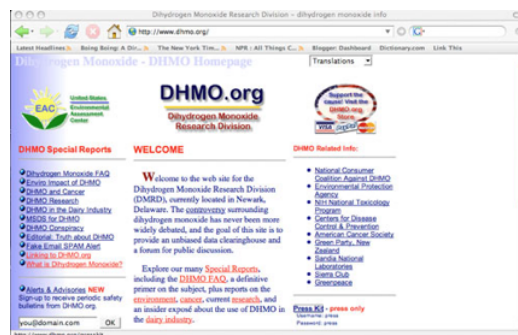 Dihydrogen Monoxide Research Division - dihydrogen monoxide info
http://www.dhmo.org/
Latest Headlines
Being Being: A Dir...
The New York Tim...
NPR : All Things C...
Blogger: Dashboard
Dictionary.com
Link This
Dihydrogen Monoxide - DHMO Homepage
Translations
EAC
United States
Environmental
Assessment
Center
DHMO.org
Dihydrogen Monoxide
Research Division
Support the
cause! Visit the
DHMO.org
Store
VISA
DHMO Special Reports
Dihydrogen Monoxide FAQ
Enviro Impact of DHMO
DHMO and Cancer
DHMO Research
DHMO in the Dairy Industry
MSDS for DHMO
DHMO Conspiracy
Editorial: Truth about DHMO
Fake Email SPAM Alert
Linking to DHMO.org
What is Dihydrogen Monoxide?
Alerts & Advisories NEW
Sign-up to receive periodic safety
bulletins from DHMO.org.
you@domain.com
OK
WELCOME
Welcome to the web site for the
Dihydrogen Monoxide Research Division
(DMRD), currently located in Newark,
Delaware. The controversy surrounding
dihydrogen monoxide has never been more
widely debated, and the goal of this site is to
provide an unbiased data clearinghouse and
a forum for public discussion.
Explore our many Special Reports,
including the DHMO FAQ, a definitive
primer on the subject, plus reports on the
environment, cancer, current research, and
an insider exposé about the use of DHMO in
the dairy industry.
DHMO Related Info:
National Consumer
Coalition Against DHMO
Environmental Protection
Agency
NIH National Toxicology
Program
Centers for Disease
Control & Prevention
American Cancer Society
Green Party, New
Zealand
Sandia National
Laboratories
Sierra Club
Greenpeace
Press Kit - press only
Username: press
Password: press